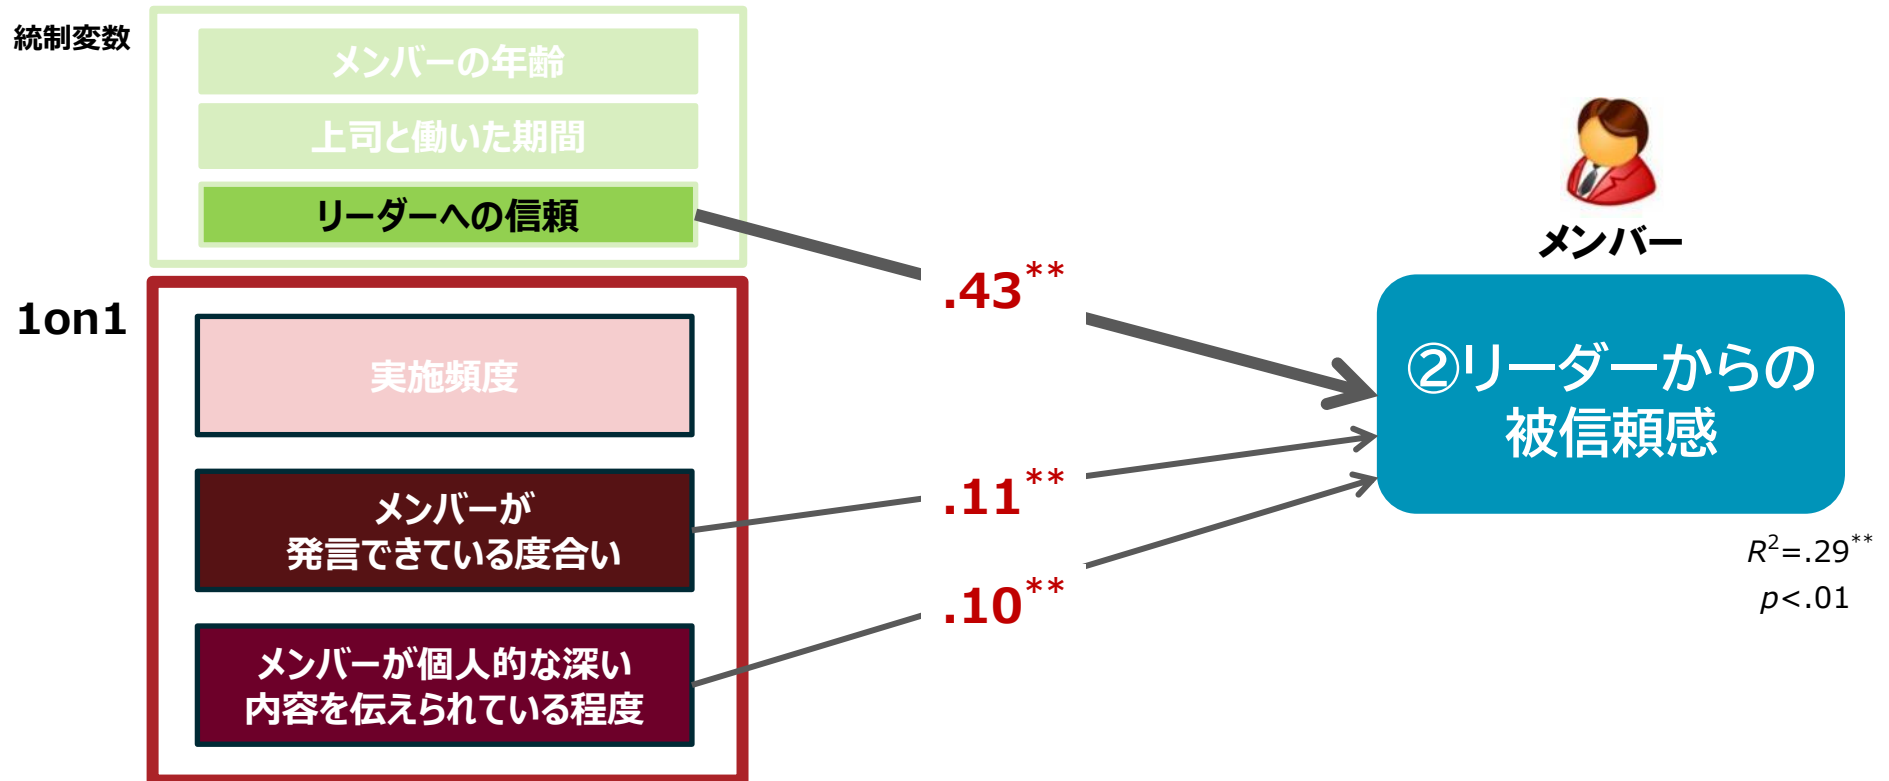 統制変数
メンバーの年齢
上司と働いた期間
リーダーへの信頼
1on1
実施頻度
メンバーが
発言できている度合い
メンバーが個人的な深い
内容を伝えられている程度
.43**
.11**
.10**
メンバー
②リーダーからの
被信頼感
R²=.29**
p<.01